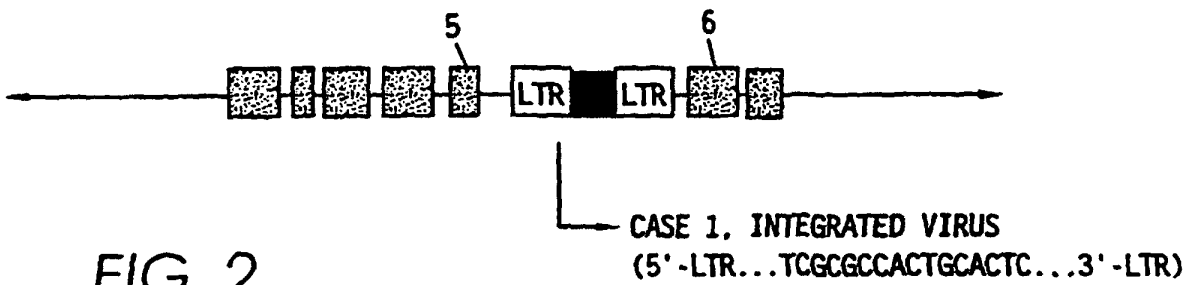 5 6
LTR LTR
CASE 1, INTEGRATED VIRUS
(5'-LTR...TCGCGCCACTGCACTC...3'-LTR)
FIG. 2